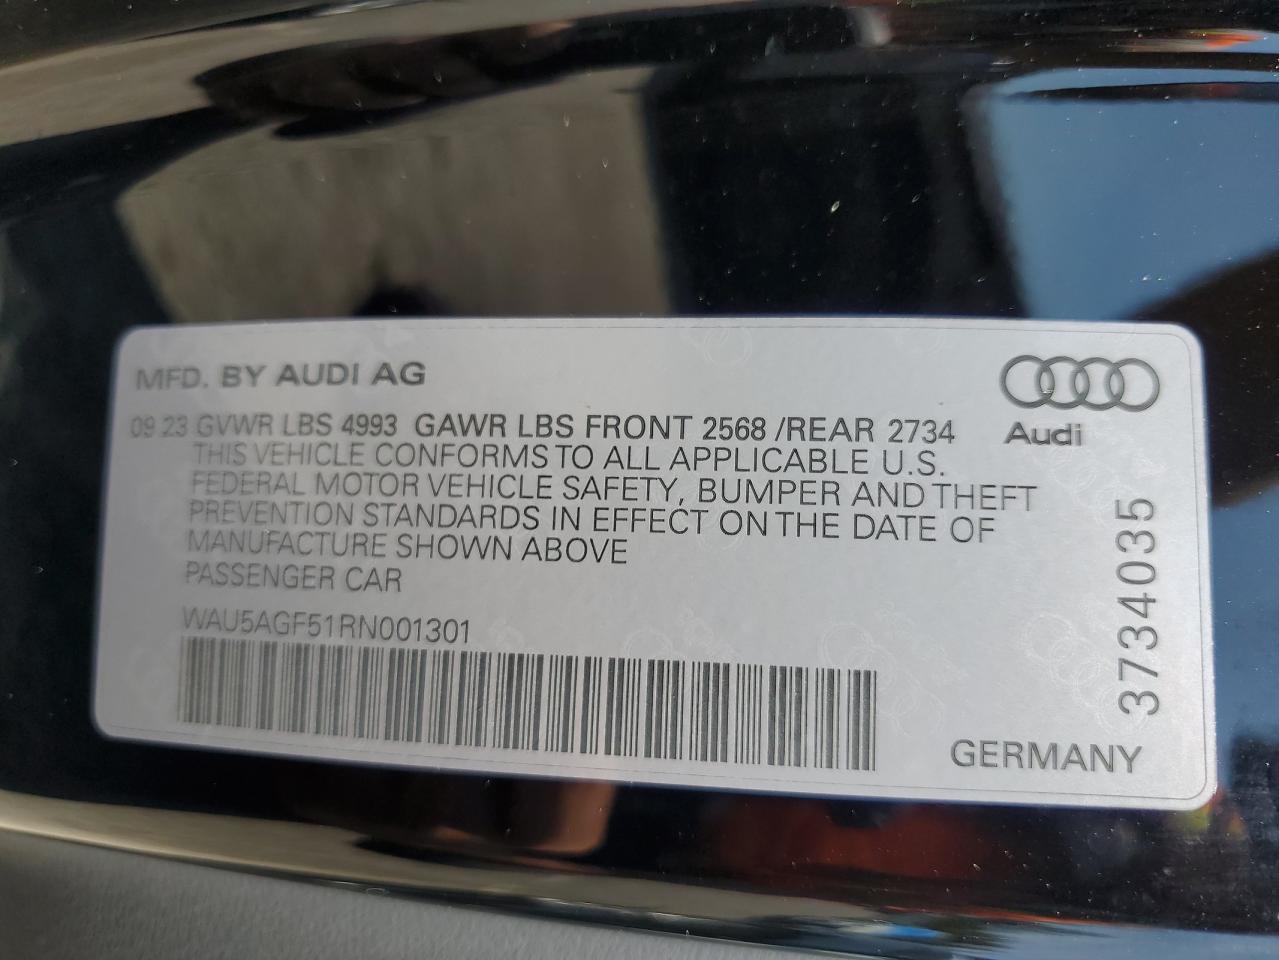 MFD. BY AUDI AG
09.23 GVWR LBS 4993 GAWR LBS FRONT 2568 /REAR 2734
THIS VEHICLE CONFORMS TO ALL APPLICABLE U.S.
FEDERAL MOTOR VEHICLE SAFETY, BUMPER AND THEFT
PREVENTION STANDARDS IN EFFECT ON THE DATE OF
MANUFACTURE SHOWN ABOVE
PASSENGER CAR
WAU5AGF51RN001301
Audi
3734035
GERMANY